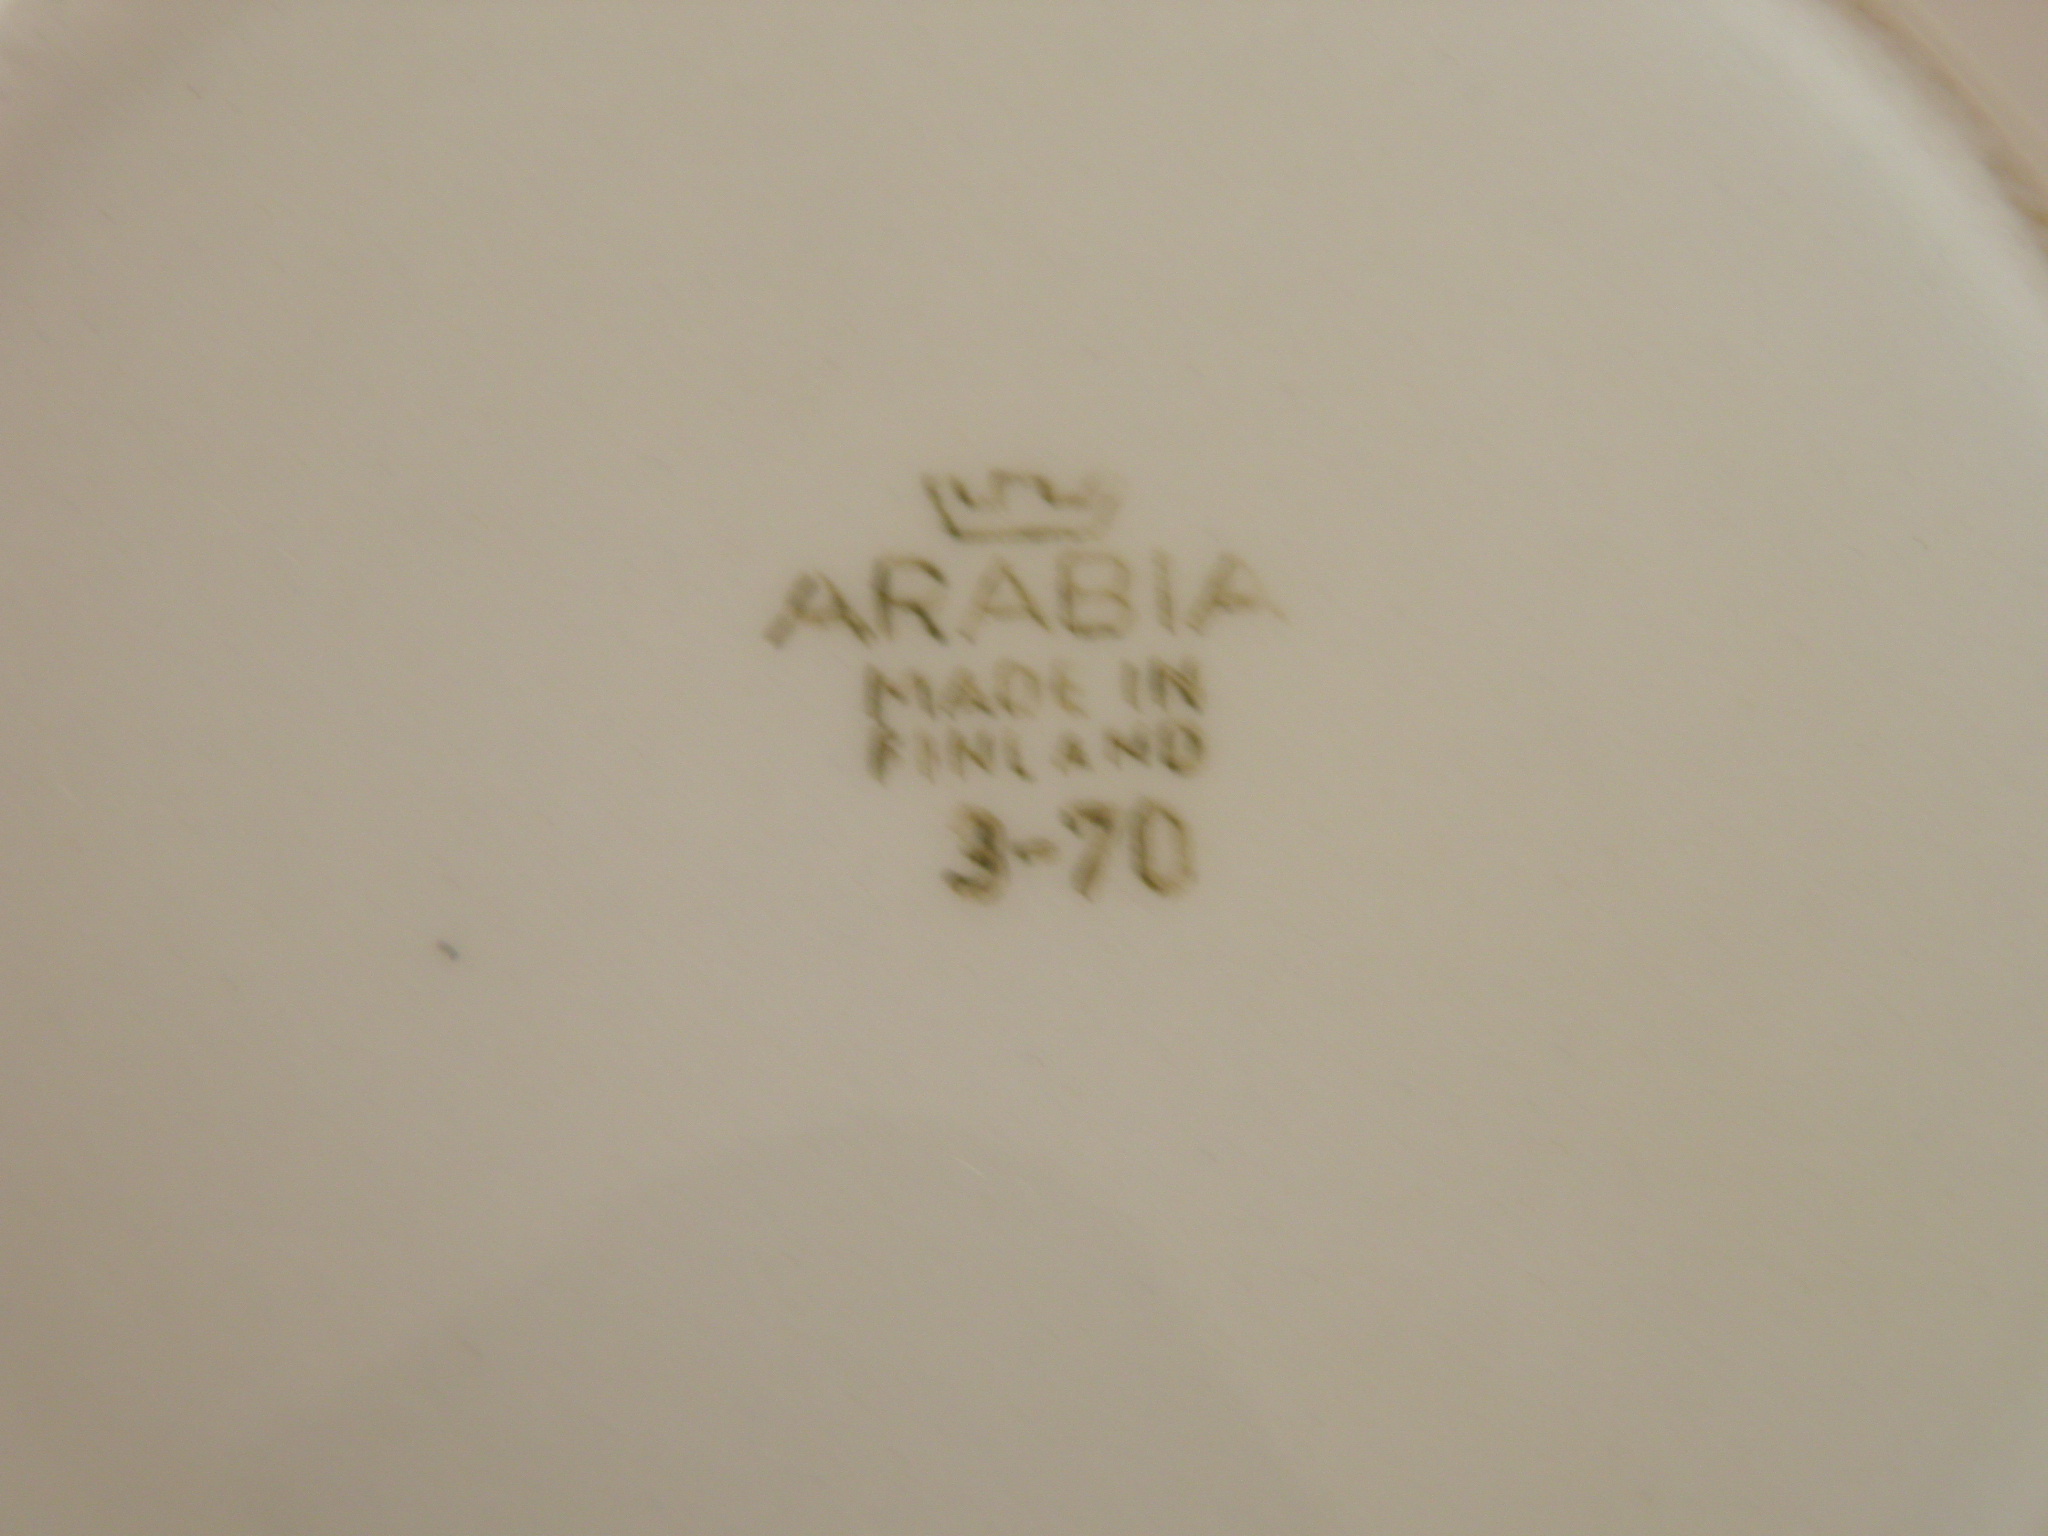 ARABIA
MADE IN
FINLAND
3-70